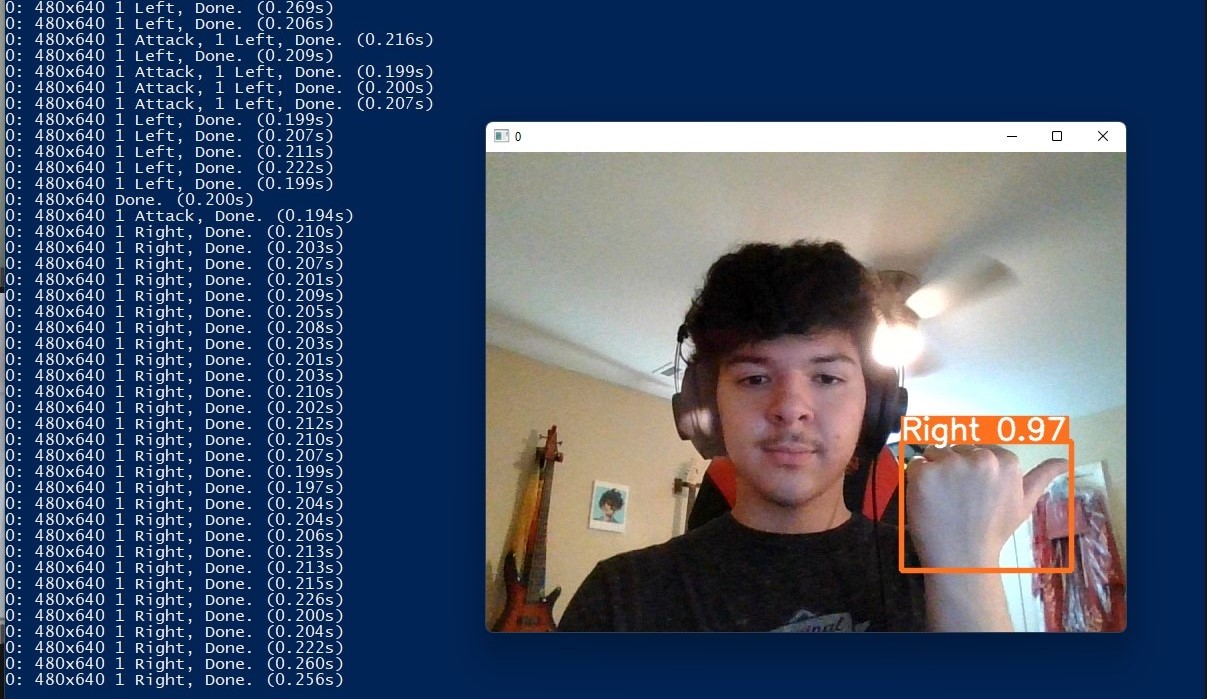 0: 480x640 1 Left, Done. (0.269s)
0: 480x640 1 Left, Done. (0.206s)
0: 480x640 1 Attack, 1 Left, Done. (0.216s)
0: 480x640 1 Left, Done. (0.209s)
0: 480x640 1 Attack, 1 Left, Done. (0.199s)
0: 480x640 1 Attack, 1 Left, Done. (0.200s)
0: 480x640 1 Attack, 1 Left, Done. (0.207s)
0: 480x640 1 Left, Done. (0.199s)
0: 480x640 1 Left, Done. (0.207s)
0: 480x640 1 Left, Done. (0.211s)
0: 480x640 1 Left, Done. (0.222s)
0: 480x640 1 Left, Done. (0.199s)
0: 480x640 Done. (0.200s)
0: 480x640 1 Attack, Done. (0.194s)
0: 480x640 1 Right, Done. (0.210s)
0: 480x640 1 Right, Done. (0.203s)
0: 480x640 1 Right, Done. (0.207s)
0: 480x640 1 Right, Done. (0.201s)
0: 480x640 1 Right, Done. (0.209s)
0: 480x640 1 Right, Done. (0.205s)
0: 480x640 1 Right, Done. (0.208s)
0: 480x640 1 Right, Done. (0.203s)
0: 480x640 1 Right, Done. (0.201s)
0: 480x640 1 Right, Done. (0.203s)
0: 480x640 1 Right, Done. (0.210s)
0: 480x640 1 Right, Done. (0.202s)
0: 480x640 1 Right, Done. (0.212s)
0: 480x640 1 Right, Done. (0.210s)
0: 480x640 1 Right, Done. (0.207s)
0: 480x640 1 Right, Done. (0.199s)
0: 480x640 1 Right, Done. (0.197s)
0: 480x640 1 Right, Done. (0.204s)
0: 480x640 1 Right, Done. (0.204s)
0: 480x640 1 Right, Done. (0.206s)
0: 480x640 1 Right, Done. (0.213s)
0: 480x640 1 Right, Done. (0.213s)
0: 480x640 1 Right, Done. (0.215s)
0: 480x640 1 Right, Done. (0.226s)
0: 480x640 1 Right, Done. (0.200s)
0: 480x640 1 Right, Done. (0.204s)
0: 480x640 1 Right, Done. (0.222s)
0: 480x640 1 Right, Done. (0.260s)
0: 480x640 1 Right, Done. (0.256s)
0
Right 0.97